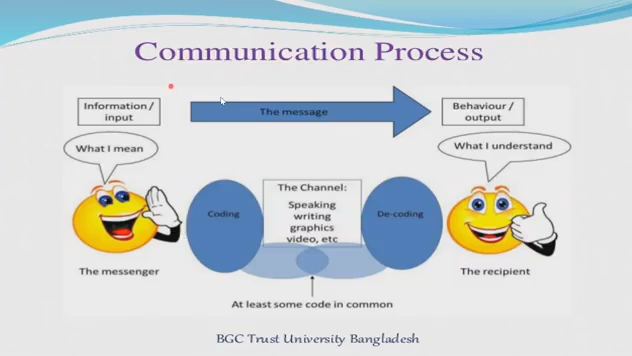 Communication Process
Information /
input
The message
Behaviour /
output
What I mean
What I understand
Coding
The Channel:
Speaking
writing
graphics
video, etc
De-coding
The messenger
The recipient
At least some code in common
BGC Trust University Bangladesh